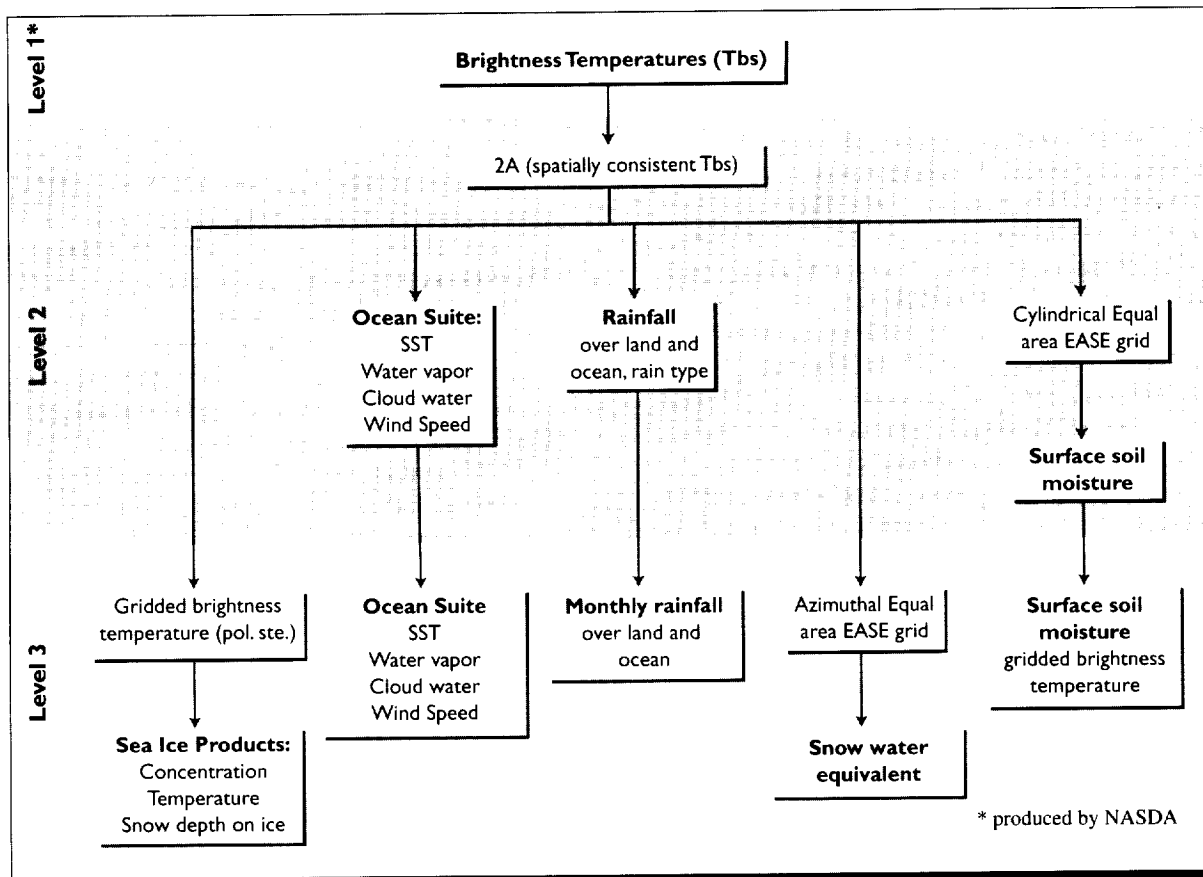 Level 1*
Brightness Temperatures (Tbs)
2A (spatially consistent Tbs)
Level 2
Ocean Suite:
SST
Water vapor
Cloud water
Wind Speed
Rainfall
over land and
ocean, rain type
Cylindrical Equal
area EASE grid
Surface soil
moisture
Level 3
Gridded brightness
temperature (pol. ste.)
Sea Ice Products:
Concentration
Temperature
Snow depth on ice
Ocean Suite
SST
Water vapor
Cloud water
Wind Speed
Monthly rainfall
over land and
ocean
Azimuthal Equal
area EASE grid
Snow water
equivalent
Surface soil
moisture
gridded brightness
temperature
* produced by NASDA